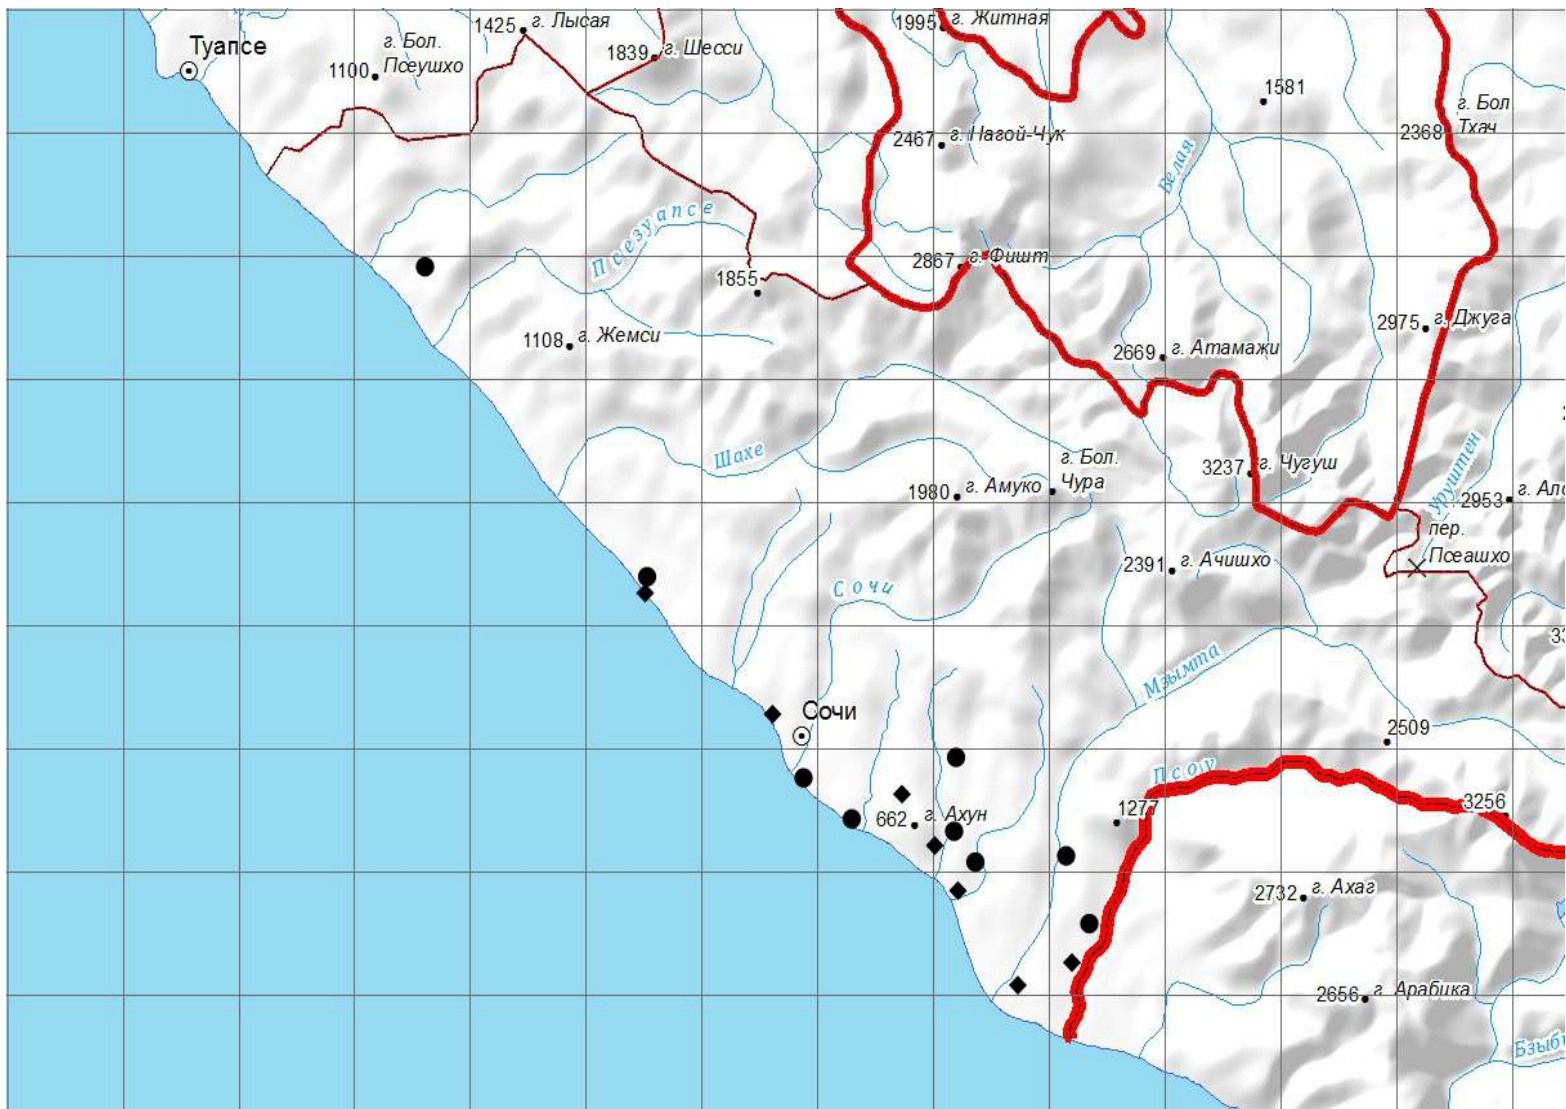 1425 г. Лысая
1995 г. Житная
Туапсе
г. Бол.
Псеушхо
1100
1839 г. Шесси
1581
г. Бол.
Тхач
2368
2467 г. Нагой-Чук
Белая
Псезуапсе
2867 г. Фишт
1855
2975 г. Джуга
1108 г. Жемси
2669 г. Атамажи
Шахе
г. Бол.
Чура
3237 г. Чугуш
Уруштен
1980 г. Амуко
2953 г. Ало
пер.
Псеашхо
2391 г. Ачишхо
Сочи
Мзымта
Сочи
2509
Псоу
662 г. Ахун
1277
3256
2732 г. Ахаг
2656 г. Арабика
Бзыбь